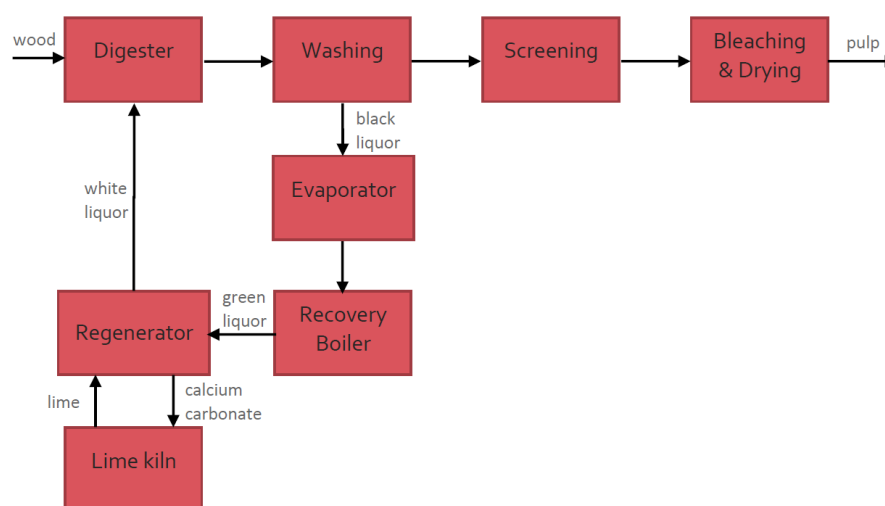 wood
Digester
Washing
Screening
Bleaching
& Drying
pulp
black
liquor
Evaporator
white
liquor
green
liquor
Recovery
Boiler
Regenerator
lime
calcium
carbonate
Lime kiln